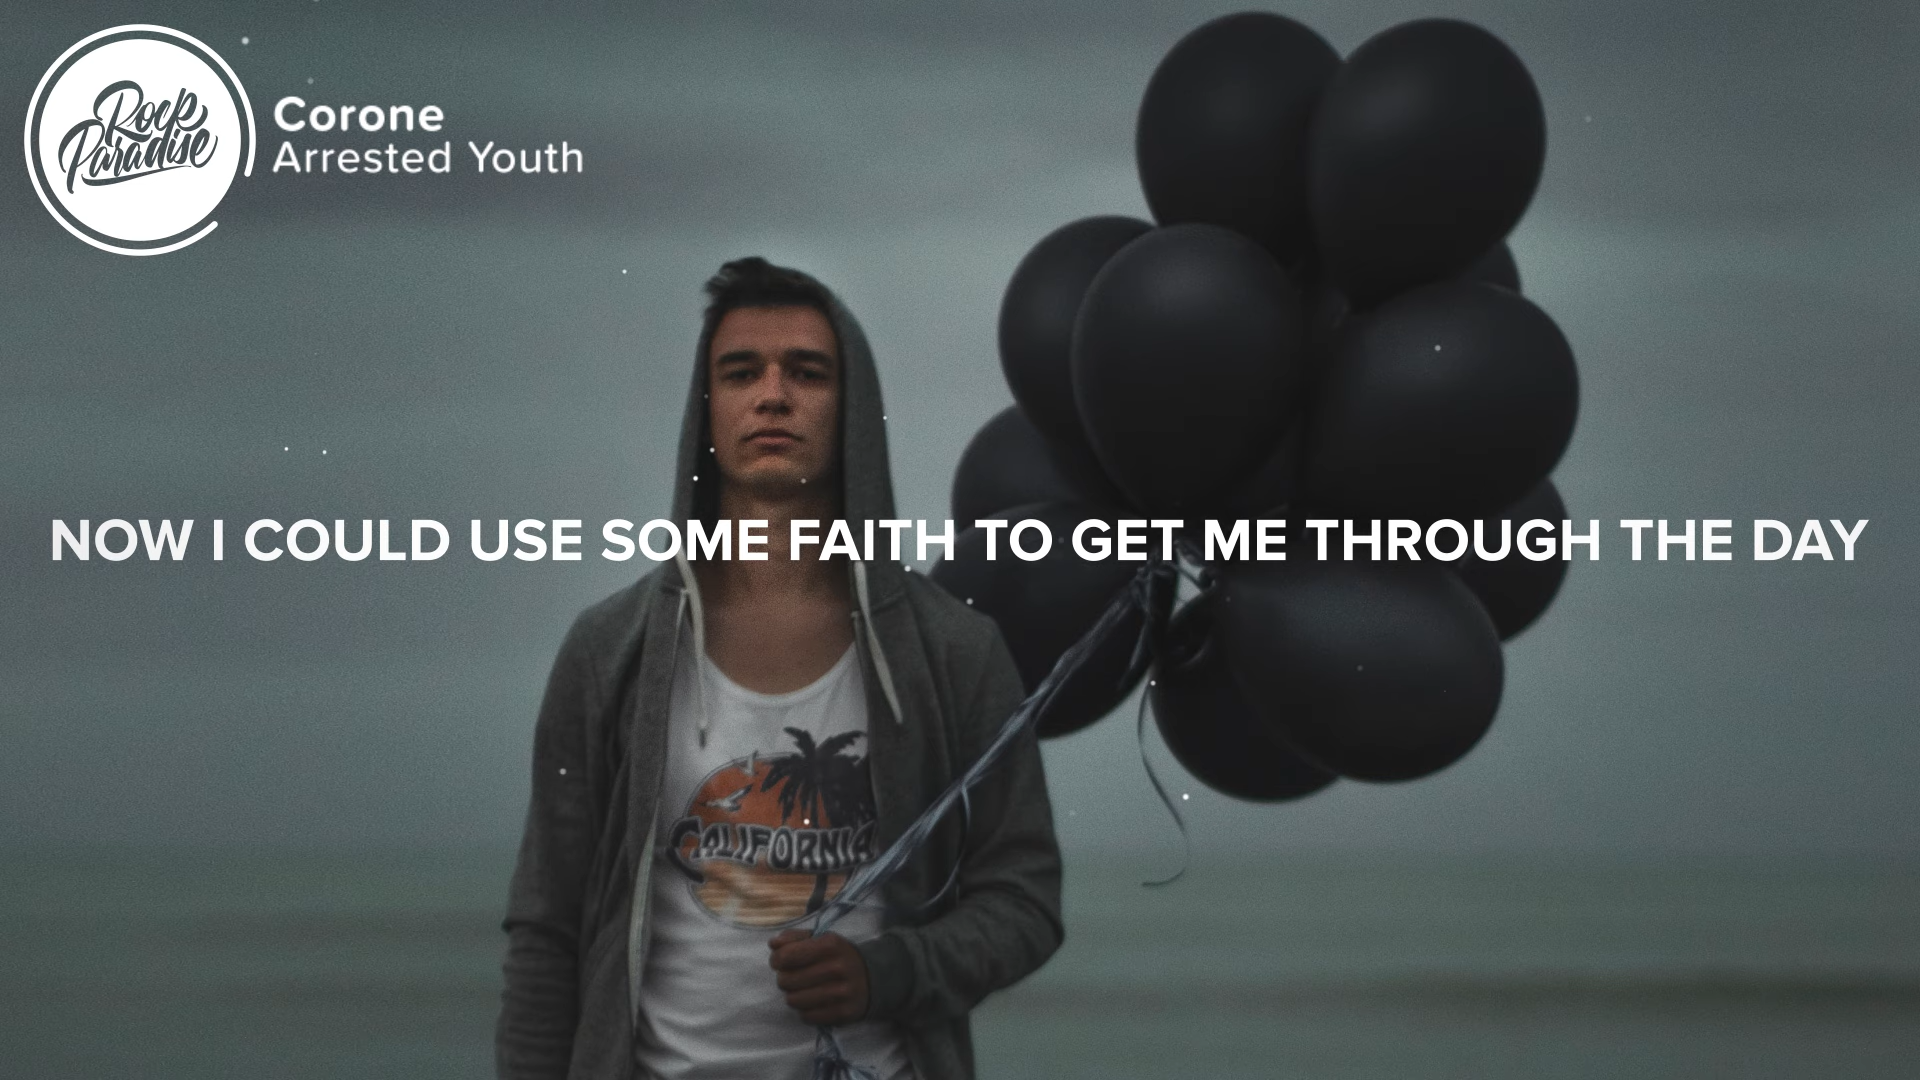 Rock
Paradise
Corone
Arrested Youth
NOW I COULD USE SOME FAITH TO GET ME THROUGH THE DAY
CALIFORNIA